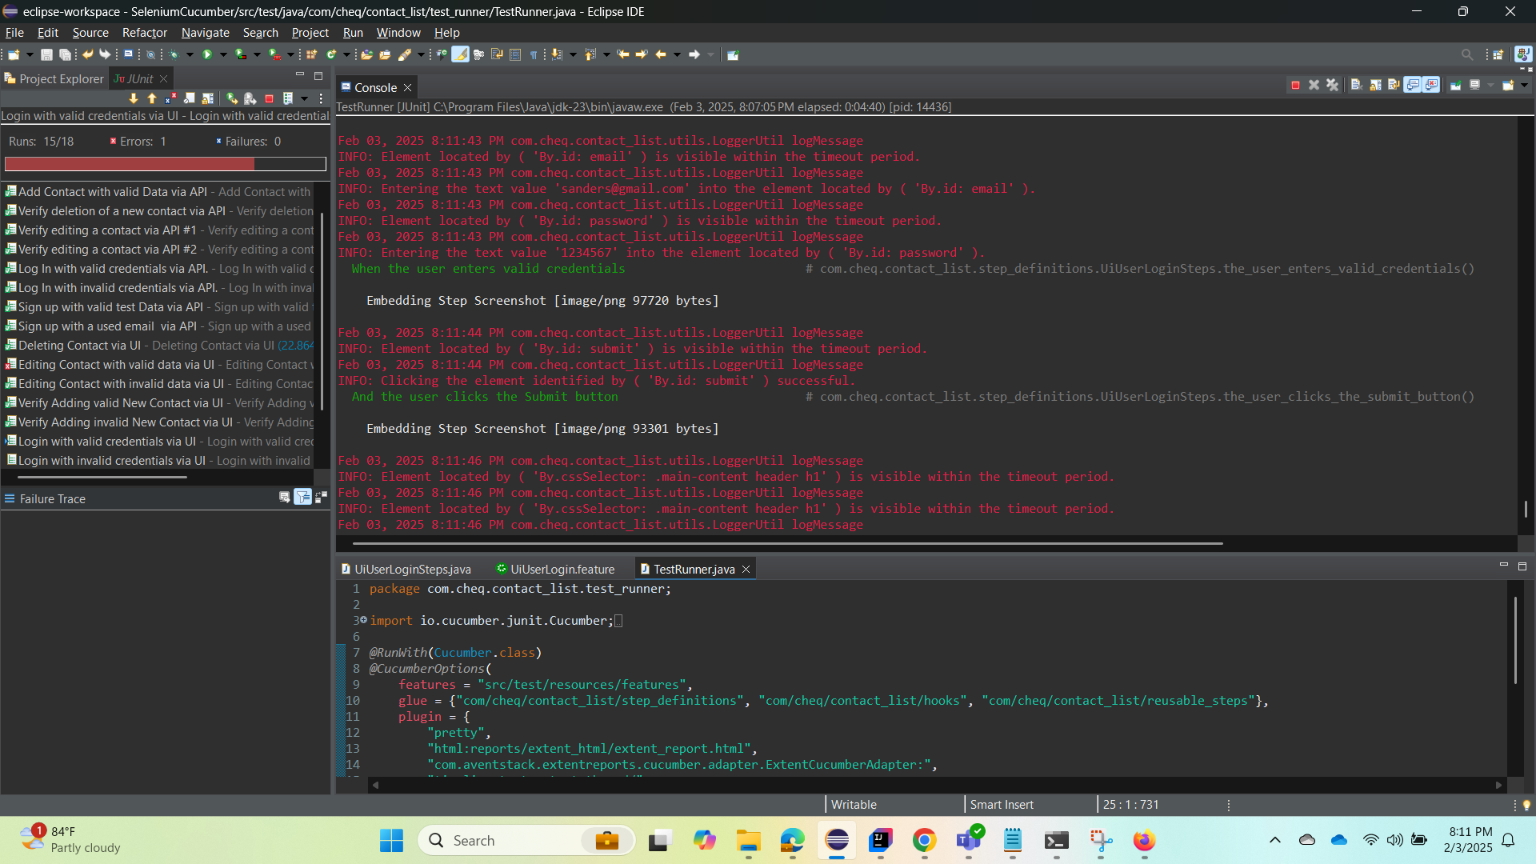 eclipse-workspace - SeleniumCucumber/src/test/java/com/cheq/contact_list/test_runner/TestRunner.java - Eclipse IDE
File Edit Source Refactor Navigate Search Project Run Window Help
Project Explorer JUnit
Login with valid credentials via UI - Login with valid credential
Runs: 15/18 Errors: 1 Failures: 0
Add Contact with valid Data via API - Add Contact with
Verify deletion of a new contact via API - Verify deletion
Verify editing a contact via API #1 - Verify editing a cont
Verify editing a contact via API #2 - Verify editing a cont
Log In with valid credentials via API. - Log In with valid c
Log In with invalid credentials via API. - Log In with inva
Sign up with valid test Data via API - Sign up with valid
Sign up with a used email via API - Sign up with a used
Deleting Contact via UI - Deleting Contact via UI (22.864
Editing Contact with valid data via UI - Editing Contact v
Editing Contact with invalid data via UI - Editing Contac
Verify Adding valid New Contact via UI - Verify Adding v
Verify Adding invalid New Contact via UI - Verify Adding
Login with valid credentials via UI - Login with valid cred
Login with invalid credentials via UI - Login with invalid
Failure Trace
Console
TestRunner [JUnit] C:\Program Files\Java\jdk-23\bin\javaw.exe (Feb 3, 2025, 8:07:05 PM elapsed: 0:04:40) [pid: 14436]
Feb 03, 2025 8:11:43 PM com.cheq.contact_list.utils.LoggerUtil logMessage
INFO: Element located by ( 'By.id: email' ) is visible within the timeout period.
Feb 03, 2025 8:11:43 PM com.cheq.contact_list.utils.LoggerUtil logMessage
INFO: Entering the text value 'sanders@gmail.com' into the element located by ( 'By.id: email' ).
Feb 03, 2025 8:11:43 PM com.cheq.contact_list.utils.LoggerUtil logMessage
INFO: Element located by ( 'By.id: password' ) is visible within the timeout period.
Feb 03, 2025 8:11:43 PM com.cheq.contact_list.utils.LoggerUtil logMessage
INFO: Entering the text value '1234567' into the element located by ( 'By.id: password' ).
When the user enters valid credentials # com.cheq.contact_list.step_definitions.UiUserLoginSteps.the_user_enters_valid_credentials()
Embedding Step Screenshot [image/png 97720 bytes]
Feb 03, 2025 8:11:44 PM com.cheq.contact_list.utils.LoggerUtil logMessage
INFO: Element located by ( 'By.id: submit' ) is visible within the timeout period.
Feb 03, 2025 8:11:44 PM com.cheq.contact_list.utils.LoggerUtil logMessage
INFO: Clicking the element identified by ( 'By.id: submit' ) successful.
And the user clicks the Submit button # com.cheq.contact_list.step_definitions.UiUserLoginSteps.the_user_clicks_the_submit_button()
Embedding Step Screenshot [image/png 93301 bytes]
Feb 03, 2025 8:11:46 PM com.cheq.contact_list.utils.LoggerUtil logMessage
INFO: Element located by ( 'By.cssSelector: .main-content header h1' ) is visible within the timeout period.
Feb 03, 2025 8:11:46 PM com.cheq.contact_list.utils.LoggerUtil logMessage
INFO: Element located by ( 'By.cssSelector: .main-content header h1' ) is visible within the timeout period.
Feb 03, 2025 8:11:46 PM com.cheq.contact_list.utils.LoggerUtil logMessage
UiUserLoginSteps.java UiUserLogin.feature TestRunner.java
1 package com.cheq.contact_list.test_runner;
2
3 import io.cucumber.junit.Cucumber;
6
7 @RunWith(Cucumber.class)
8 @CucumberOptions(
9 features = "src/test/resources/features",
10 glue = {"com/cheq/contact_list/step_definitions", "com/cheq/contact_list/hooks", "com/cheq/contact_list/reusable_steps"},
11 plugin = {
12 "pretty",
13 "html:reports/extent_html/extent_report.html",
14 "com.aventstack.extentreports.cucumber.adapter.ExtentCucumberAdapter:",
Writable Smart Insert 25 : 1 : 731
1 84°F
Partly cloudy
Search
8:11 PM
2/3/2025